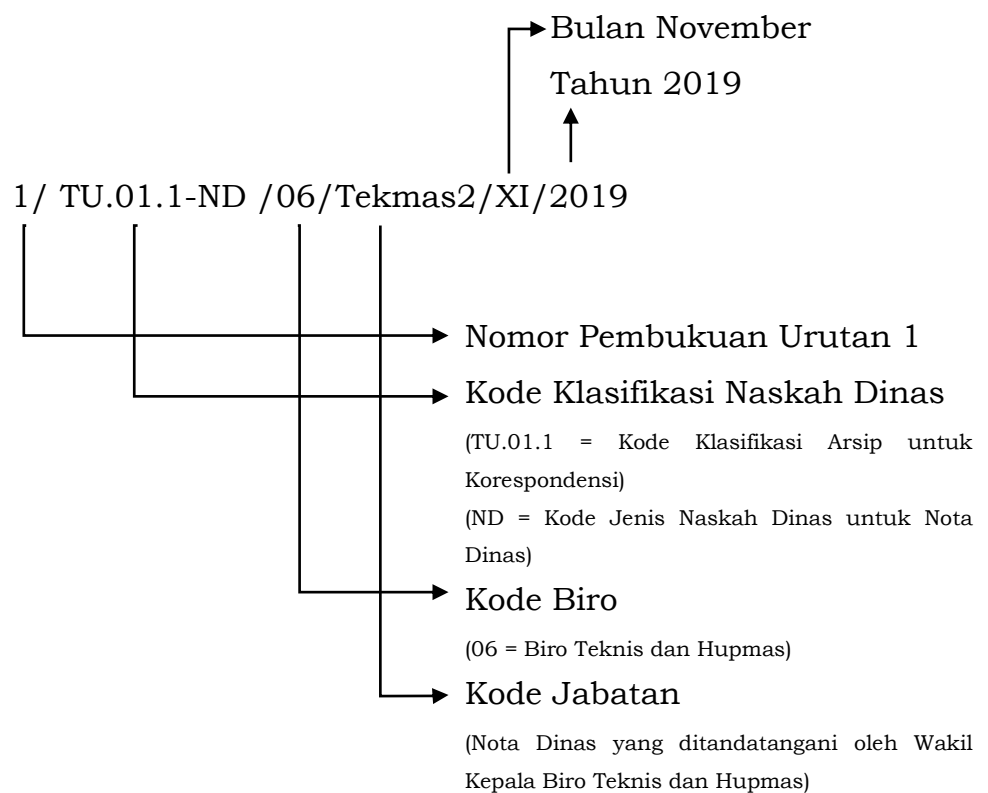 Bulan November
Tahun 2019
1/ TU.01.1-ND /06/Tekmas2/XI/2019
Nomor Pembukuan Urutan 1
Kode Klasifikasi Naskah Dinas
(TU.01.1 = Kode Klasifikasi Arsip untuk
Korespondensi)
(ND = Kode Jenis Naskah Dinas untuk Nota
Dinas)
Kode Biro
(06 = Biro Teknis dan Hupmas)
Kode Jabatan
(Nota Dinas yang ditandatangani oleh Wakil
Kepala Biro Teknis dan Hupmas)